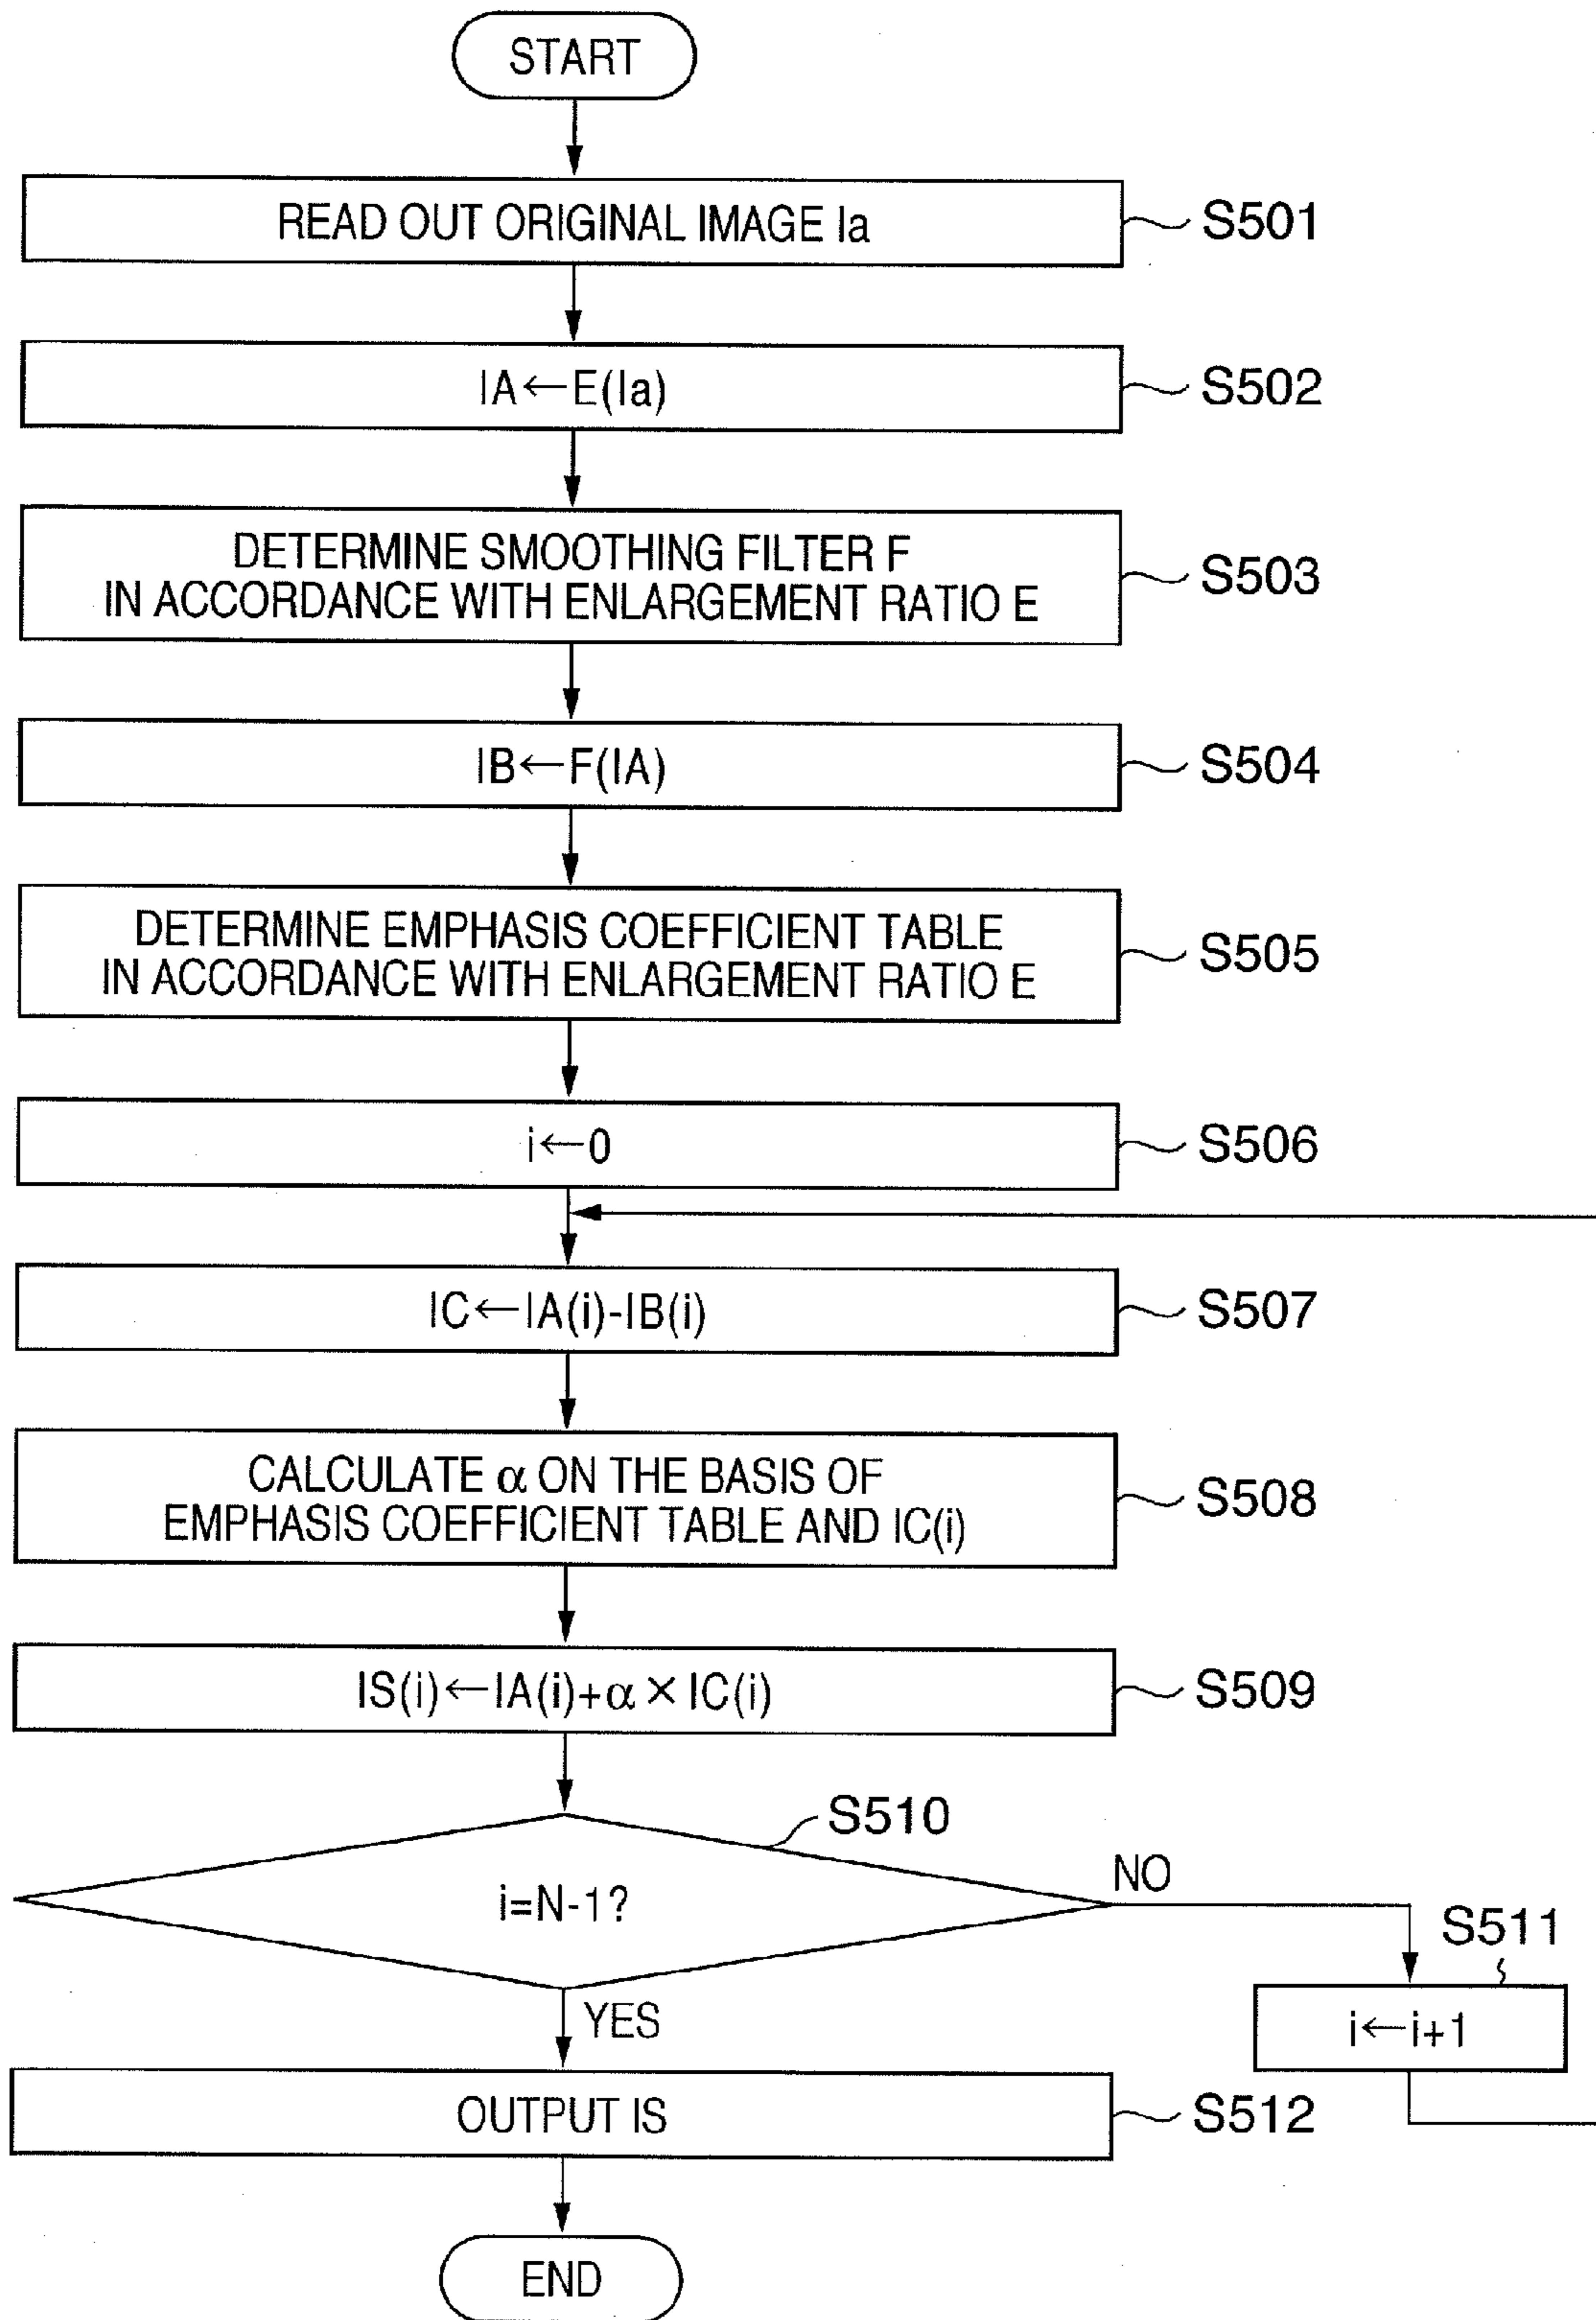 START
READ OUT ORIGINAL IMAGE Ia
S501
IA←E(Ia)
S502
DETERMINE SMOOTHING FILTER F
IN ACCORDANCE WITH ENLARGEMENT RATIO E
S503
IB←F(IA)
S504
DETERMINE EMPHASIS COEFFICIENT TABLE
IN ACCORDANCE WITH ENLARGEMENT RATIO E
S505
i←0
S506
IC←IA(i)-IB(i)
S507
CALCULATE α ON THE BASIS OF
EMPHASIS COEFFICIENT TABLE AND IC(i)
S508
IS(i)←IA(i)+α×IC(i)
S509
S510
i=N-1?
NO
S511
i←i+1
YES
OUTPUT IS
S512
END